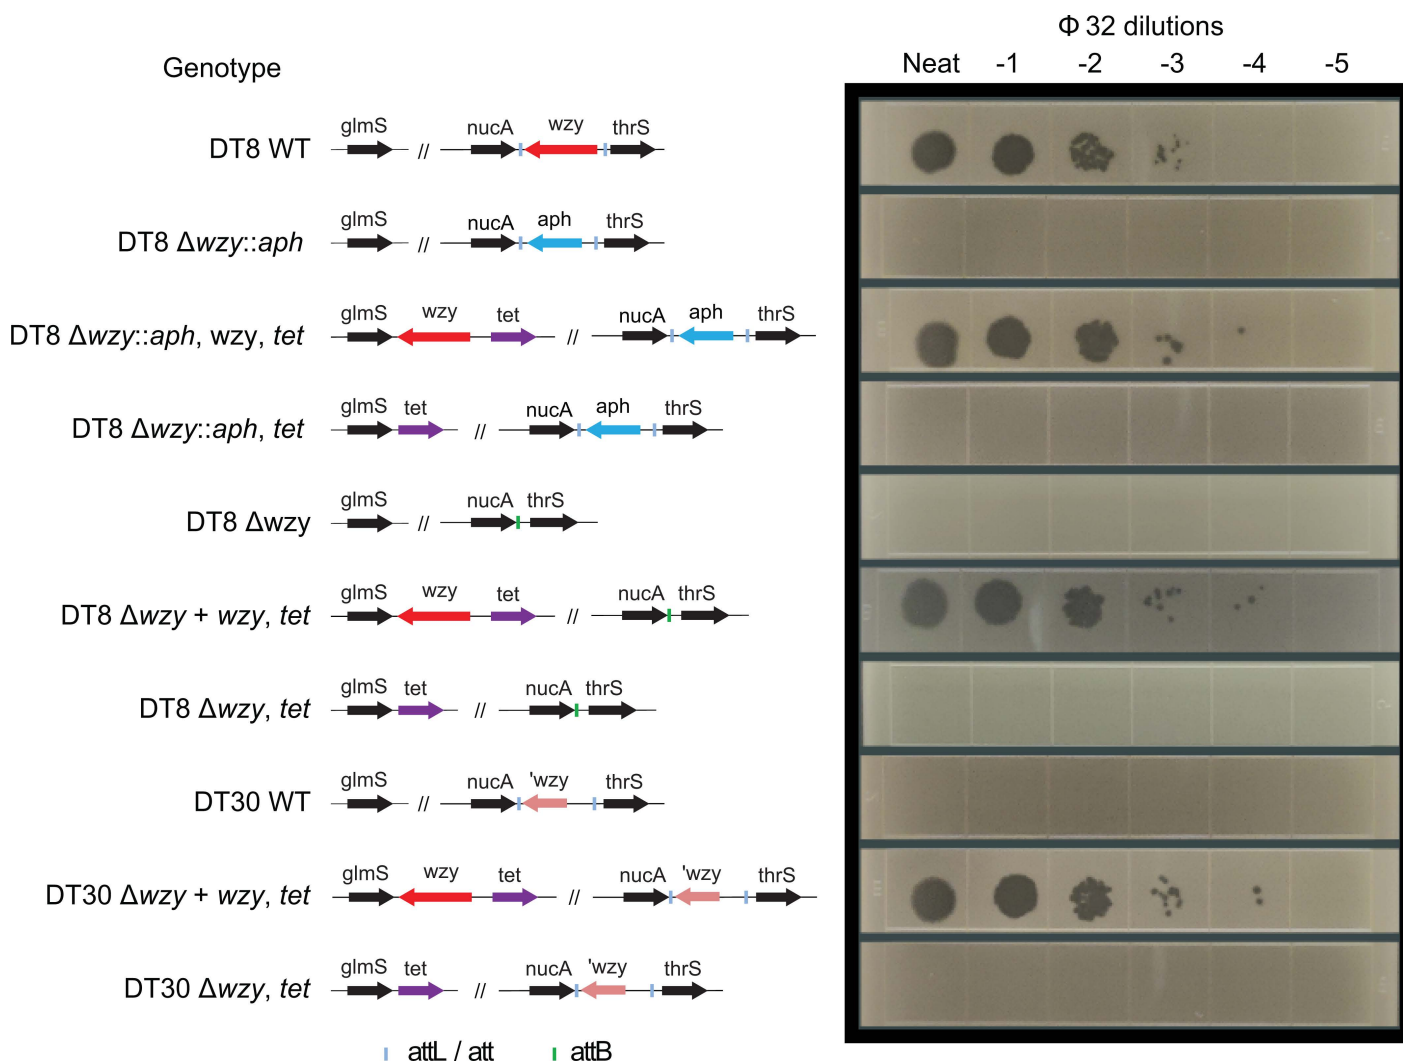 Φ 32 dilutions
Genotype
Neat -1 -2 -3 -4 -5
glmS nucA wzy thrS
DT8 WT //
glmS nucA aph thrS
DT8 Δwzy::aph //
glmS wzy tet nucA aph thrS
DT8 Δwzy::aph, wzy, tet //
glmS tet nucA aph thrS
DT8 Δwzy::aph, tet //
glmS nucA thrS
DT8 Δwzy //
glmS wzy tet nucA thrS
DT8 Δwzy + wzy, tet //
glmS tet nucA thrS
DT8 Δwzy, tet //
glmS nucA 'wzy thrS
DT30 WT //
glmS wzy tet nucA 'wzy thrS
DT30 Δwzy + wzy, tet //
glmS tet nucA 'wzy thrS
DT30 Δwzy, tet //
attL / att attB